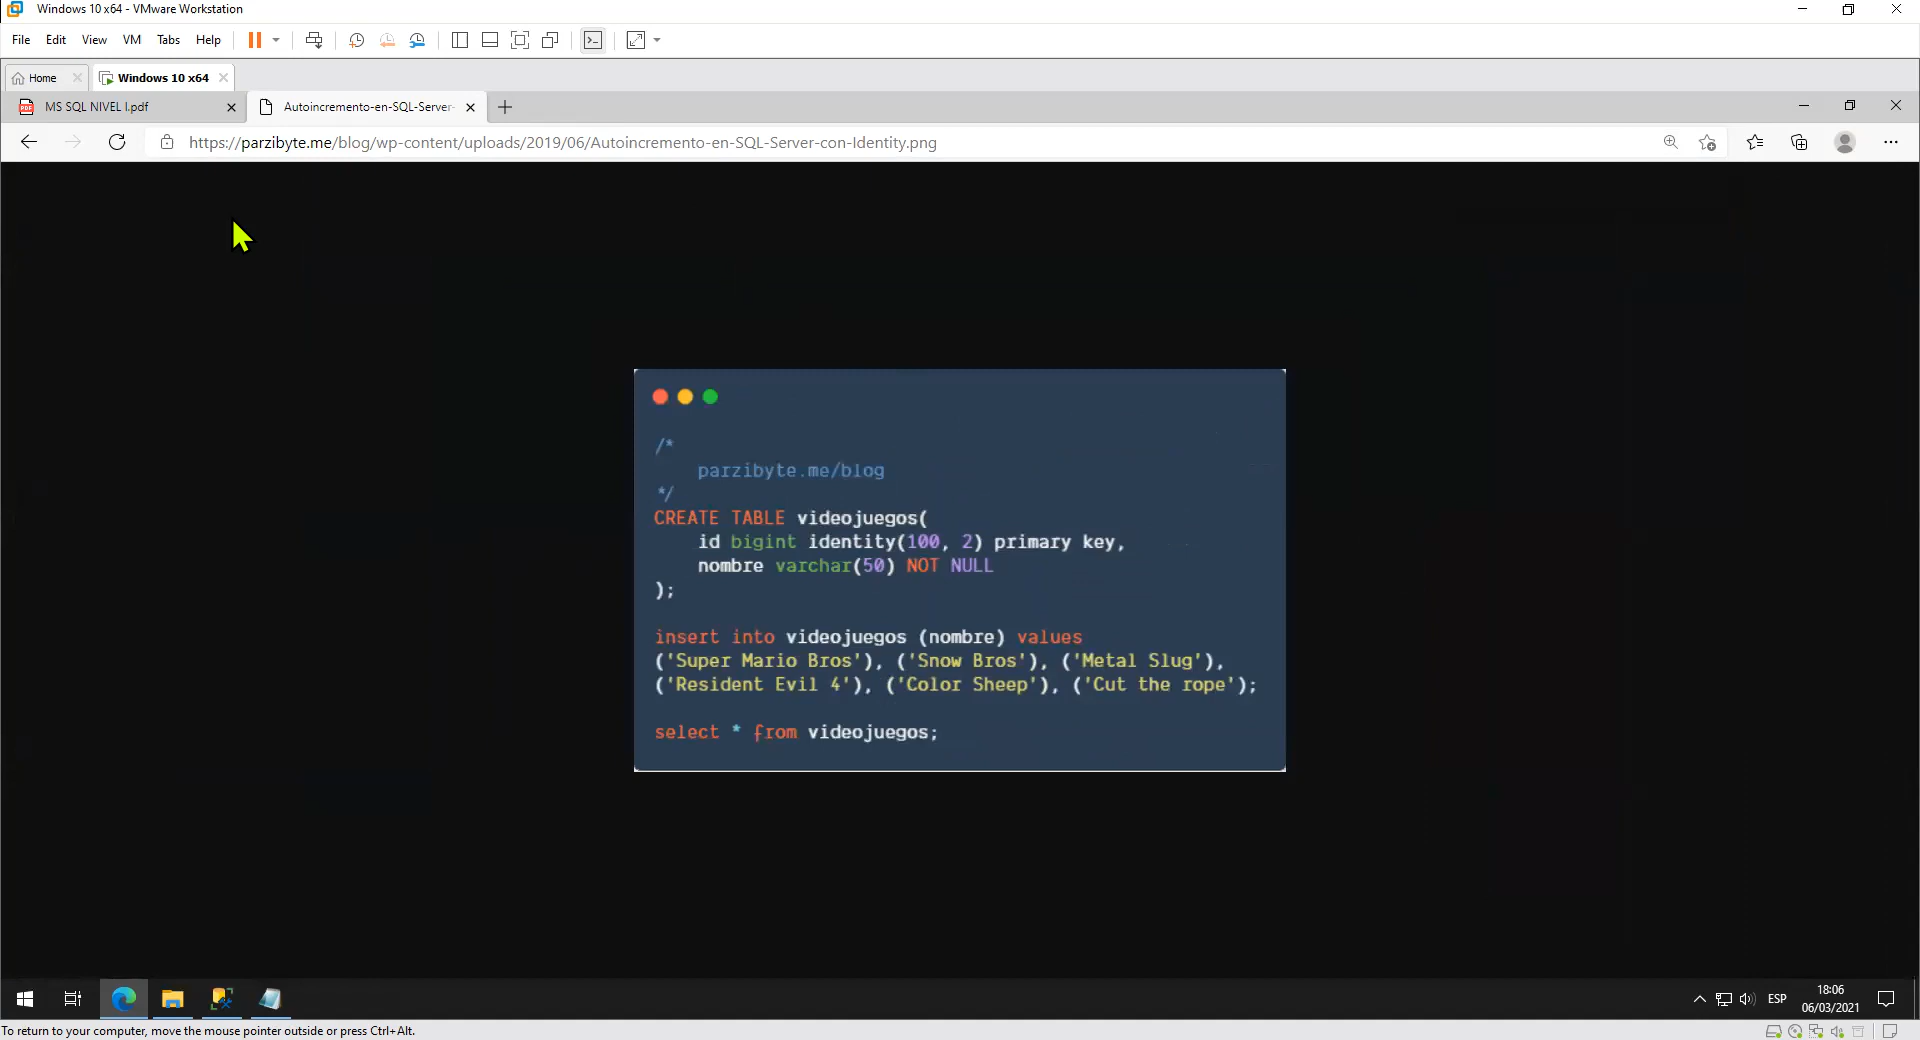 Windows 10 x64 - VMware Workstation
File Edit View VM Tabs Help
Home Windows 10 x64
MS SQL NIVEL I.pdf Autoincremento-en-SQL-Server-
https://parzibyte.me/blog/wp-content/uploads/2019/06/Autoincremento-en-SQL-Server-con-Identity.png
/*
parzibyte.me/blog
*/
CREATE TABLE videojuegos(
id bigint identity(100, 2) primary key,
nombre varchar(50) NOT NULL
);
insert into videojuegos (nombre) values
('Super Mario Bros'), ('Snow Bros'), ('Metal Slug'),
('Resident Evil 4'), ('Color Sheep'), ('Cut the rope');
select * from videojuegos;
ESP
18:06
06/03/2021
To return to your computer, move the mouse pointer outside or press Ctrl+Alt.